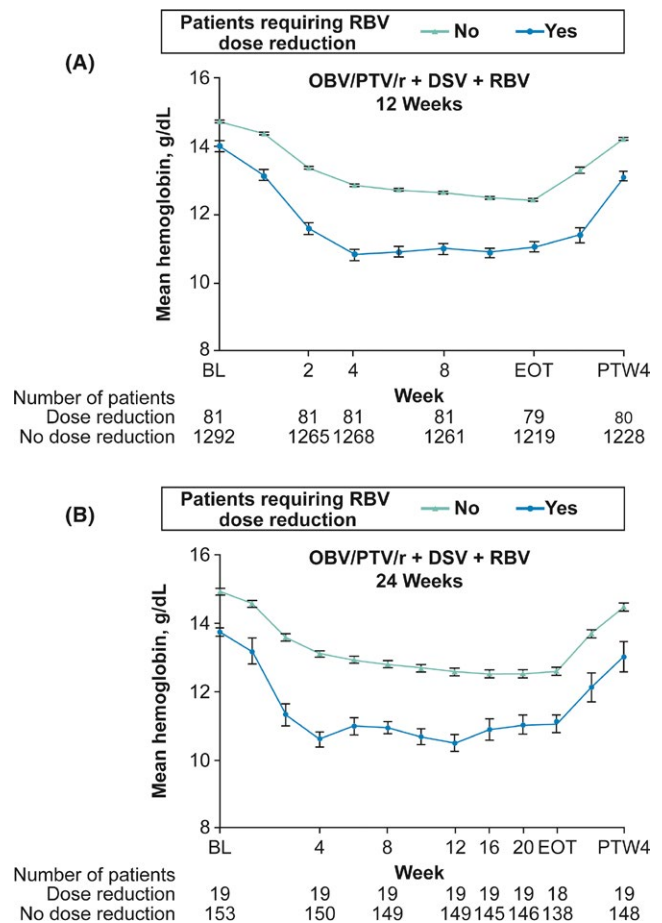 Patients requiring RBV dose reduction No Yes
(A)
OBV/PTV/r + DSV + RBV
12 Weeks
Mean hemoglobin, g/dL
16
14
12
10
8
BL 2 4 8 EOT PTW4
Week
Number of patients
Dose reduction 81 81 81 81 79 80
No dose reduction 1292 1265 1268 1261 1219 1228
Patients requiring RBV dose reduction No Yes
(B)
OBV/PTV/r + DSV + RBV
24 Weeks
Mean hemoglobin, g/dL
16
14
12
10
8
BL 4 8 12 16 20 EOT PTW4
Week
Number of patients
Dose reduction 19 19 19 19 19 19 18 19
No dose reduction 153 150 149 149 145 146 138 148